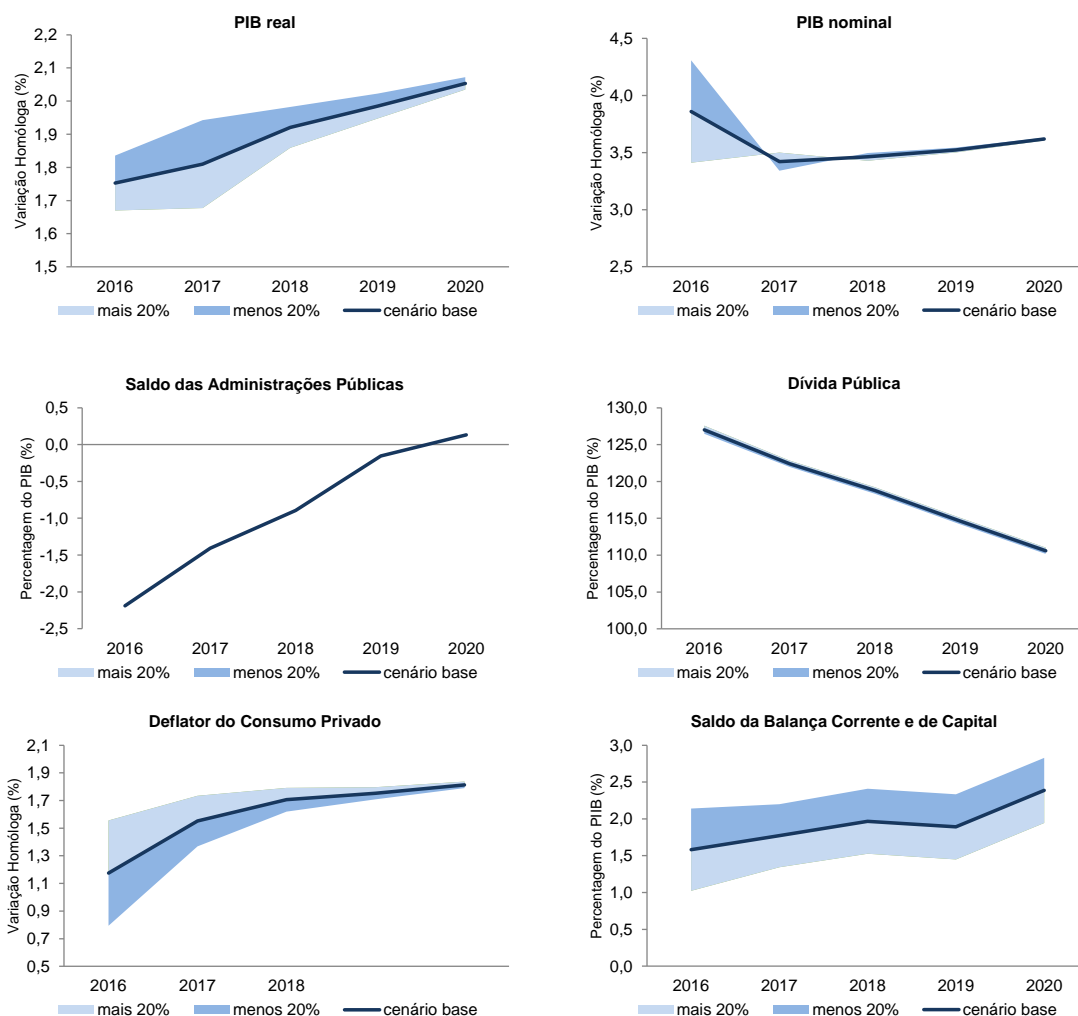 PIB real
Variação Homóloga (%)
2,2
2,1
2,0
1,9
1,8
1,7
1,6
1,5
2016 2017 2018 2019 2020
mais 20% menos 20% cenário base
PIB nominal
Variação Homóloga (%)
4,5
4,0
3,5
3,0
2,5
2016 2017 2018 2019 2020
mais 20% menos 20% cenário base
Saldo das Administrações Públicas
Percentagem do PIB (%)
0,5
0,0
-0,5
-1,0
-1,5
-2,0
-2,5
2016 2017 2018 2019 2020
mais 20% menos 20% cenário base
Dívida Pública
Percentagem do PIB (%)
130,0
125,0
120,0
115,0
110,0
105,0
100,0
2016 2017 2018 2019 2020
mais 20% menos 20% cenário base
Deflator do Consumo Privado
Variação Homóloga (%)
2,1
1,9
1,7
1,5
1,3
1,1
0,9
0,7
0,5
2016 2017 2018
mais 20% menos 20% cenário base
Saldo da Balança Corrente e de Capital
Percentagem do PIB (%)
3,0
2,5
2,0
1,5
1,0
0,5
0,0
2016 2017 2018 2019 2020
mais 20% menos 20% cenário base